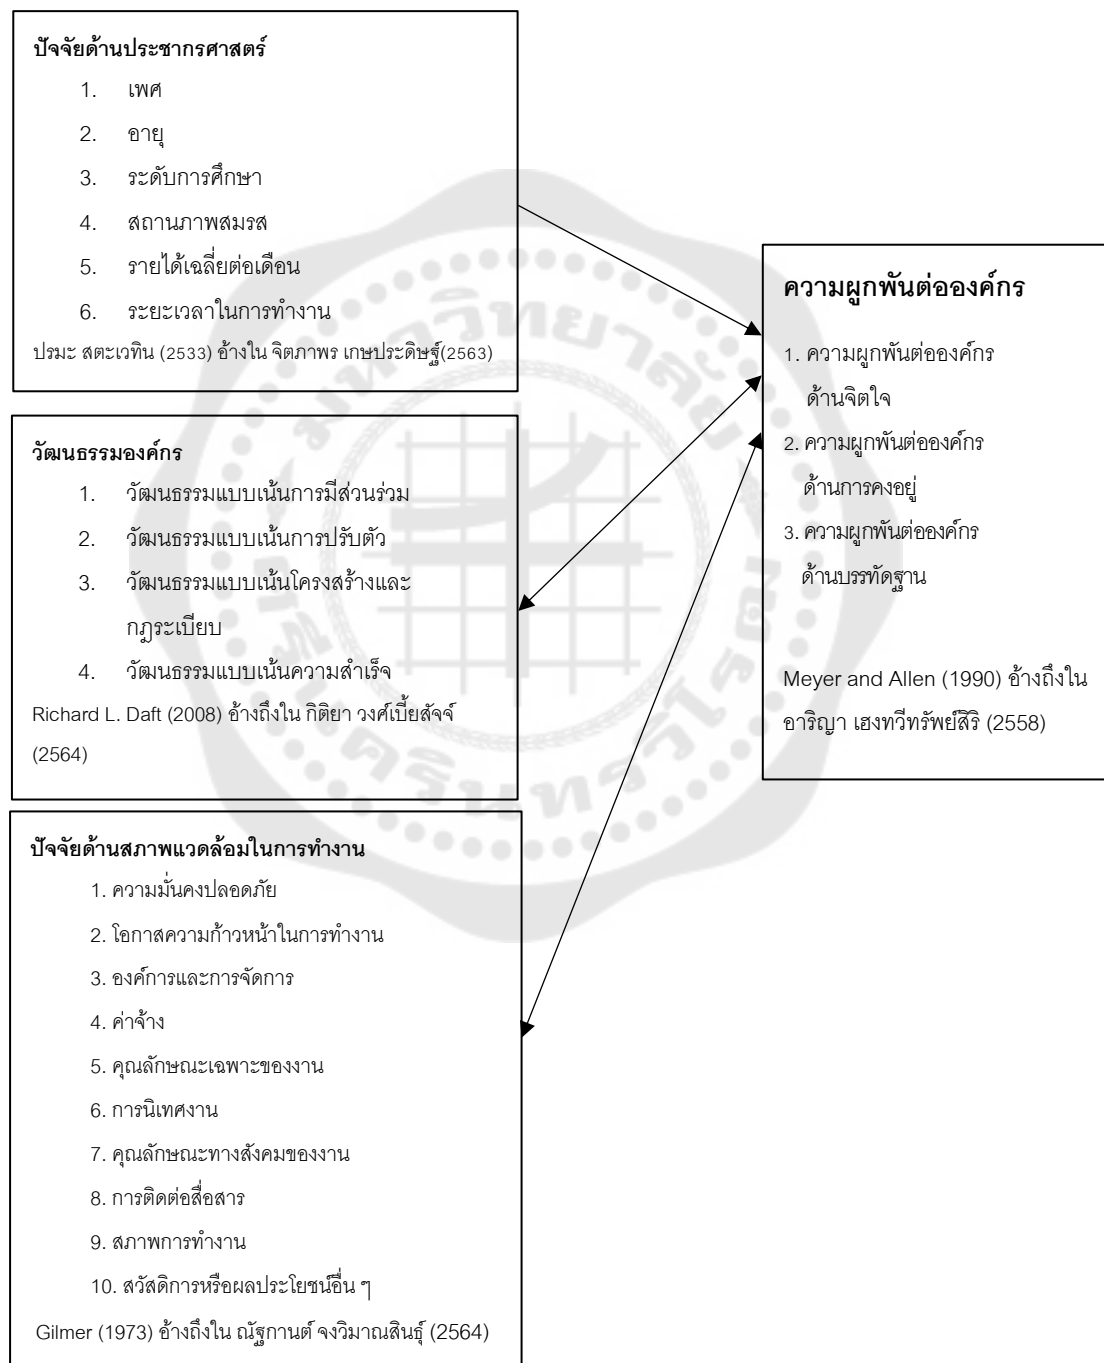 ปัจจัยด้านประชากรศาสตร์
1. เพศ
2. อายุ
3. ระดับการศึกษา
4. สถานภาพสมรส
5. รายได้เฉลี่ยต่อเดือน
6. ระยะเวลาในการทำงาน
ปรมะ สตะเวทิน (2533) อ้างใน จิตภาพร เกษประดิษฐ์(2563)
วัฒนธรรมองค์กร
1. วัฒนธรรมแบบเน้นการมีส่วนร่วม
2. วัฒนธรรมแบบเน้นการปรับตัว
3. วัฒนธรรมแบบเน้นโครงสร้างและ
กฎระเบียบ
4. วัฒนธรรมแบบเน้นความสำเร็จ
Richard L. Daft (2008) อ้างถึงใน กิติยา วงศ์เบี้ยสัจจ์
(2564)
ปัจจัยด้านสภาพแวดล้อมในการทำงาน
1. ความมั่นคงปลอดภัย
2. โอกาสความก้าวหน้าในการทำงาน
3. องค์การและการจัดการ
4. ค่าจ้าง
5. คุณลักษณะเฉพาะของงาน
6. การนิเทศงาน
7. คุณลักษณะทางสังคมของงาน
8. การติดต่อสื่อสาร
9. สภาพการทำงาน
10. สวัสดิการหรือผลประโยชน์อื่น ๆ
Gilmer (1973) อ้างถึงใน ณัฐกานต์ จงวิมาณสินธุ์ (2564)
ความผูกพันต่อองค์กร
1. ความผูกพันต่อองค์กร
ด้านจิตใจ
2. ความผูกพันต่อองค์กร
ด้านการคงอยู่
3. ความผูกพันต่อองค์กร
ด้านบรรทัดฐาน
Meyer and Allen (1990) อ้างถึงใน
อาริญา เฮงทวีทรัพย์สิริ (2558)
มหาวิทยาลัย
ศรีนครินทรวิโรฒ